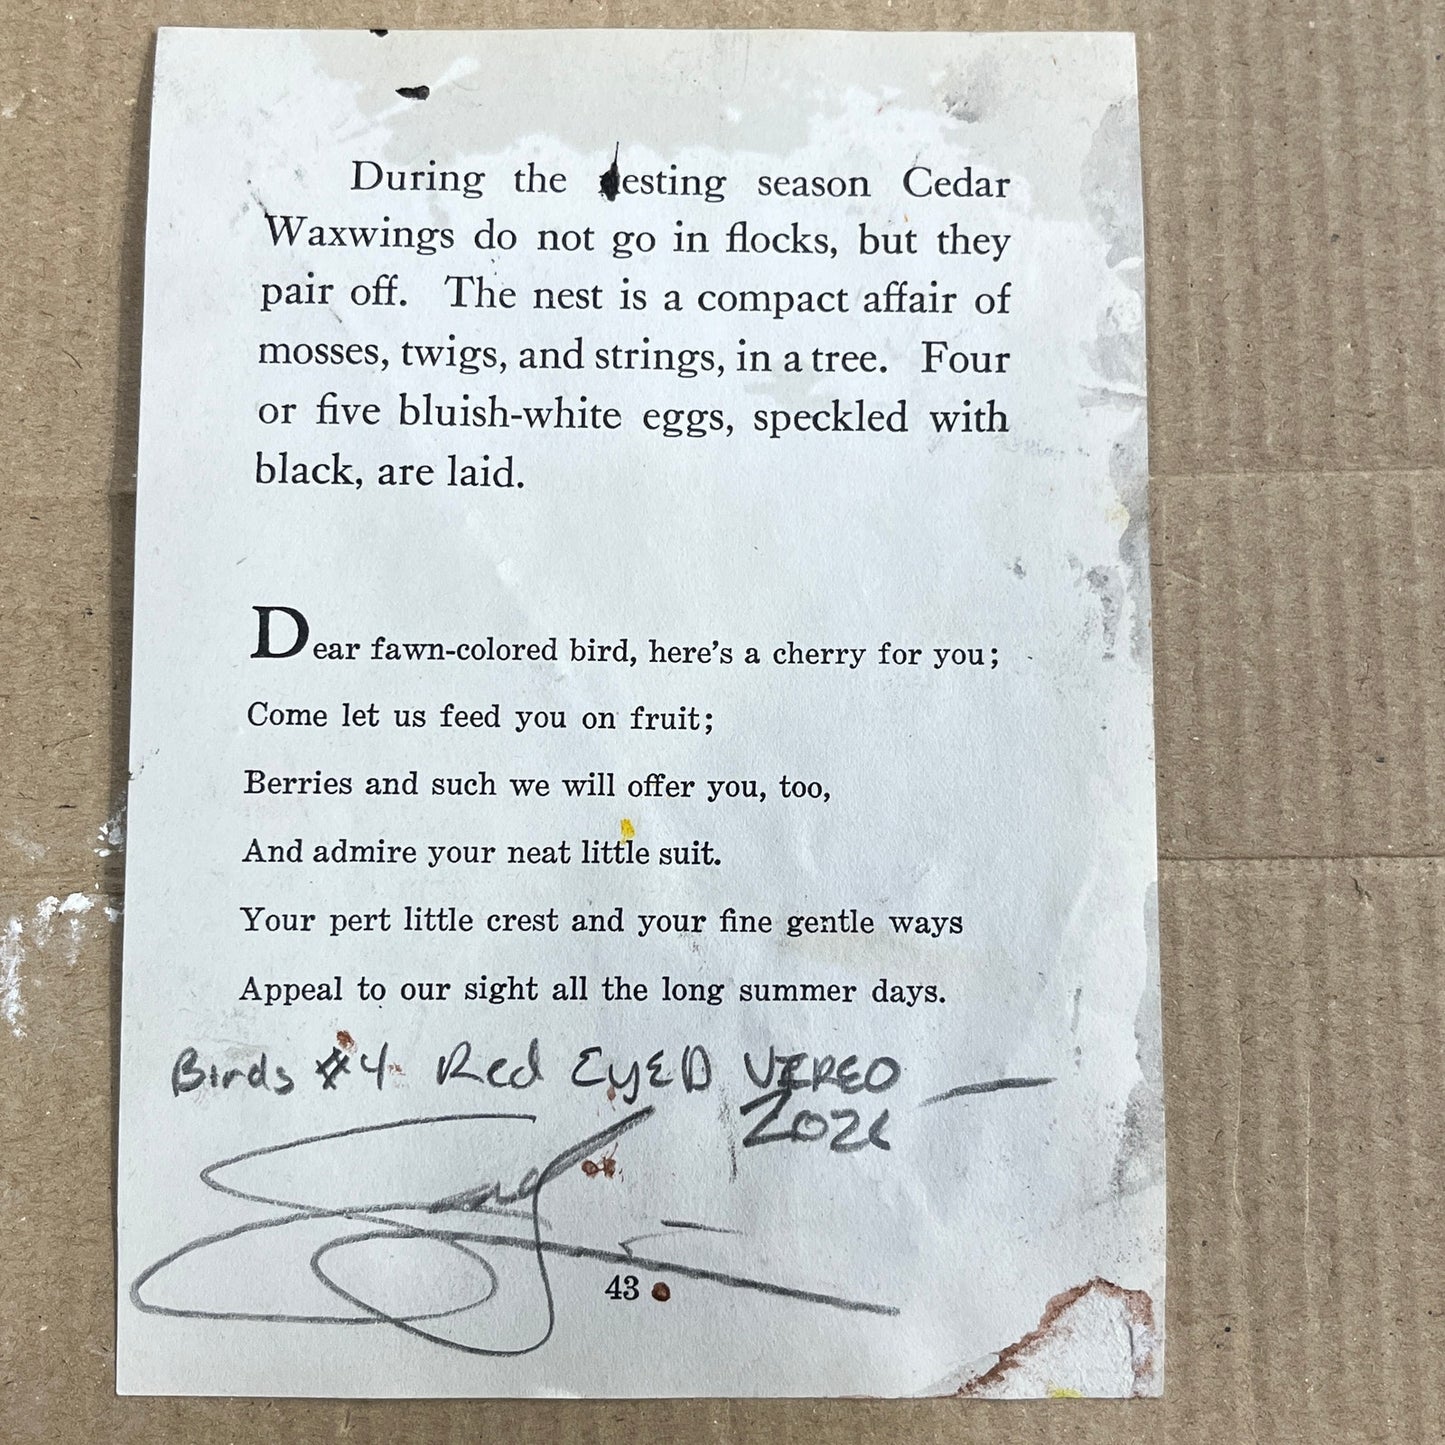 During the nesting season Cedar
Waxwings do not go in flocks, but they
pair off. The nest is a compact affair of
mosses, twigs, and strings, in a tree. Four
or five bluish-white eggs, speckled with
black, are laid.
Dear fawn-colored bird, here's a cherry for you;
Come let us feed you on fruit;
Berries and such we will offer you, too,
And admire your neat little suit.
Your pert little crest and your fine gentle ways
Appeal to our sight all the long summer days.
Birds #4 Red EyED VIREO
2026
43